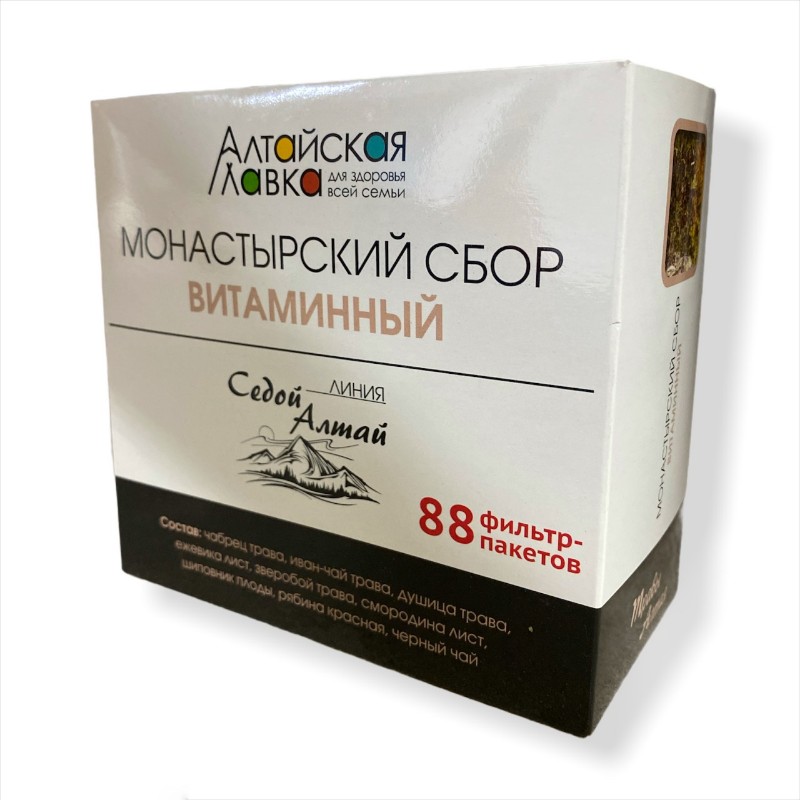 Алтайская
Лавка
для здоровья
всей семьи
МОНАСТЫРСКИЙ СБОР
ВИТАМИННЫЙ
ЛИНИЯ
Седой
Алтай
88 фильтр-
пакетов
Состав: чабрец трава, иван-чай трава, душица трава,
ежевика лист, зверобой трава, смородина лист,
шиповник плоды, рябина красная, черный чай
МОНАСТЫРСКИЙ СБОР
ВИТАМИННЫЙ
Травы
Алтая